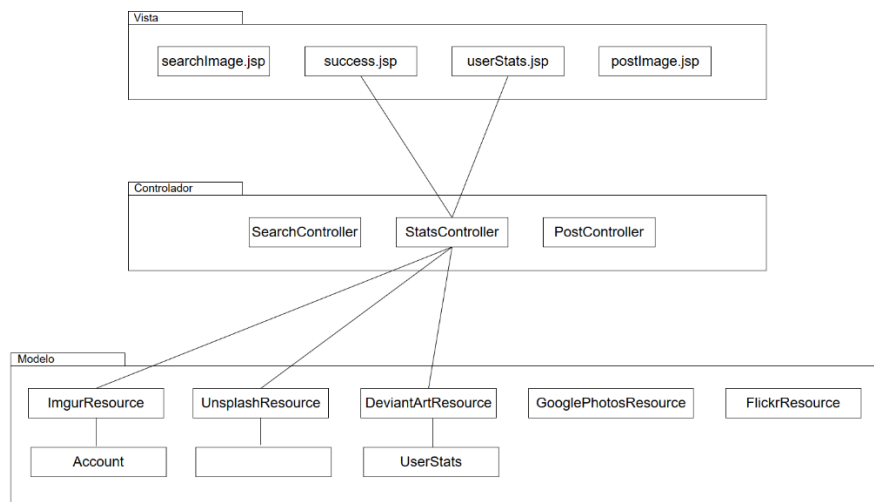 Vista
searchImage.jsp
success.jsp
userStats.jsp
postImage.jsp
Controlador
SearchController
StatsController
PostController
Modelo
ImgurResource
UnsplashResource
DeviantArtResource
GooglePhotosResource
FlickrResource
Account
UserStats